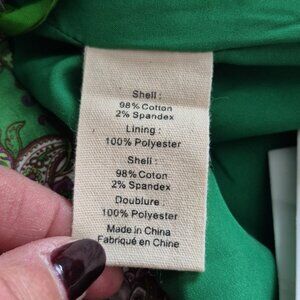 Shell :
98% Cotton
2% Spandex
Lining :
100% Polyester
Shell :
98% Coton
2% Spandex
Doublure :
100% Polyester
Made in China
Fabriqué en Chine